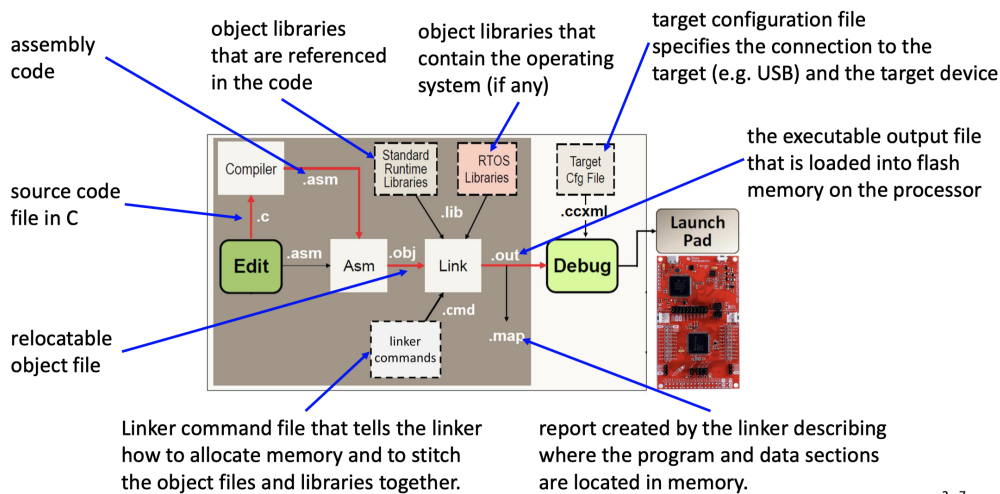 assembly
code
object libraries
that are referenced
in the code
object libraries that
contain the operating
system (if any)
target configuration file
specifies the connection to the
target (e.g. USB) and the target device
the executable output file
that is loaded into flash
memory on the processor
source code
file in C
relocatable
object file
Compiler
.asm
Standard
Runtime
Libraries
RTOS
Libraries
Target
Cfg File
.c
.lib
.ccxml
Launch
Pad
Edit
.asm
Asm
.obj
Link
.out
Debug
.cmd
.map
linker
commands
Linker command file that tells the linker
how to allocate memory and to stitch
the object files and libraries together.
report created by the linker describing
where the program and data sections
are located in memory.